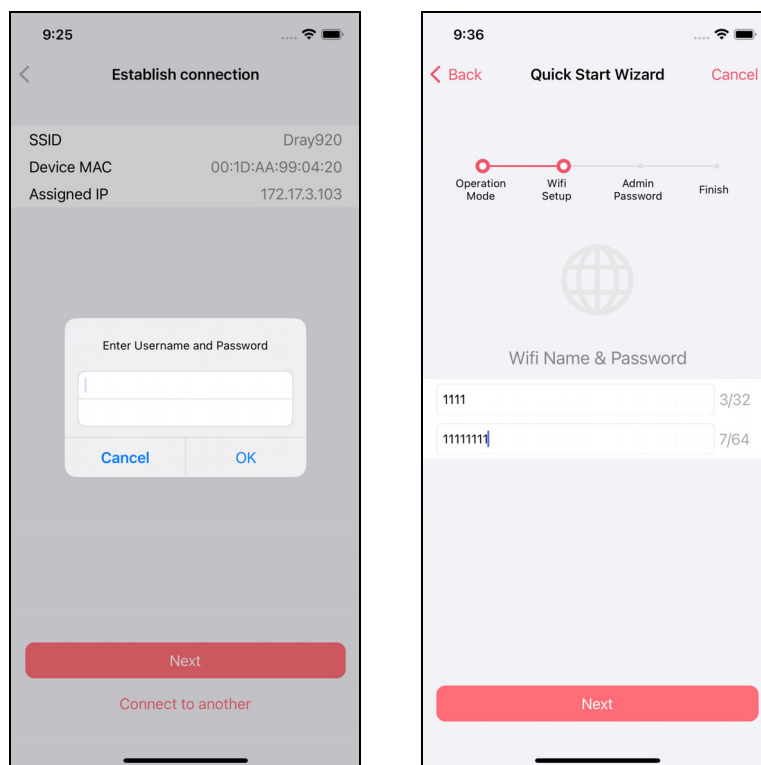 9:25
Establish connection
SSID Dray920
Device MAC 00:1D:AA:99:04:20
Assigned IP 172.17.3.103
Enter Username and Password
Cancel OK
Next
Connect to another
9:36
Back Quick Start Wizard Cancel
Operation Mode
Wifi Setup
Admin Password
Finish
Wifi Name & Password
1111 3/32
11111111 7/64
Next